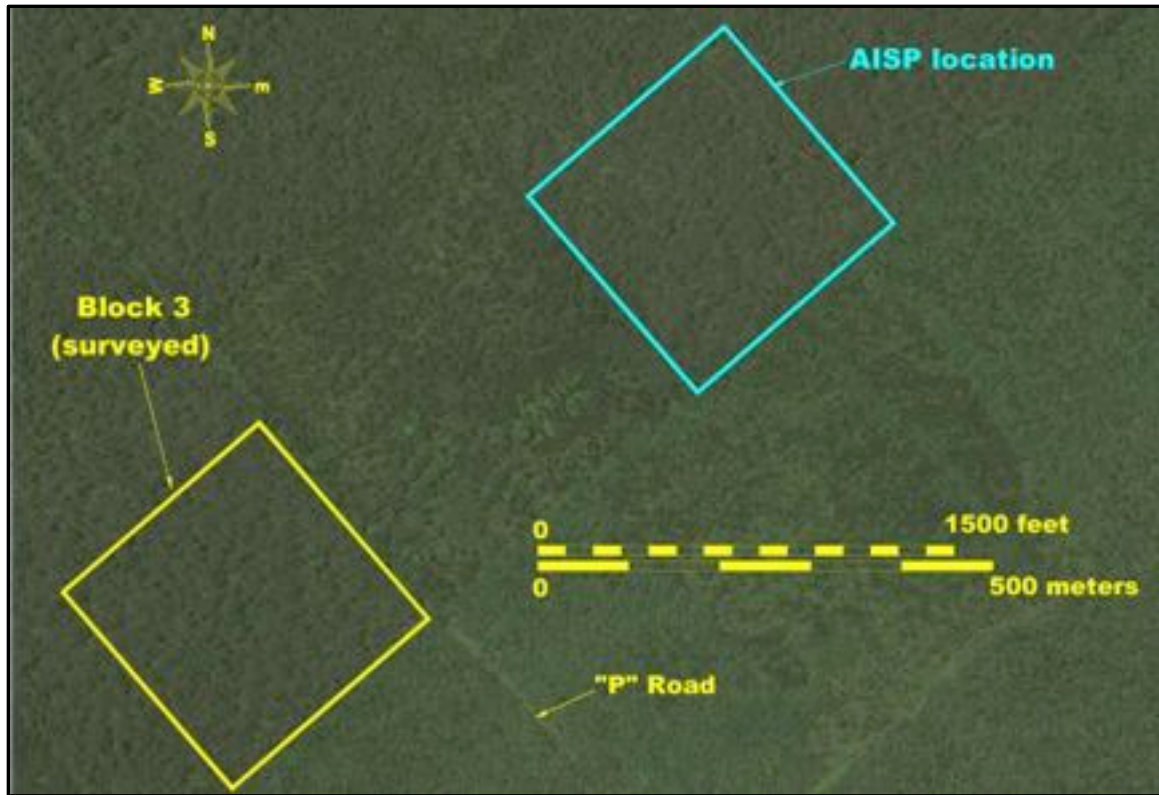 N
W
E
S
AISP location
Block 3
(surveyed)
0
1500 feet
0
500 meters
"P" Road